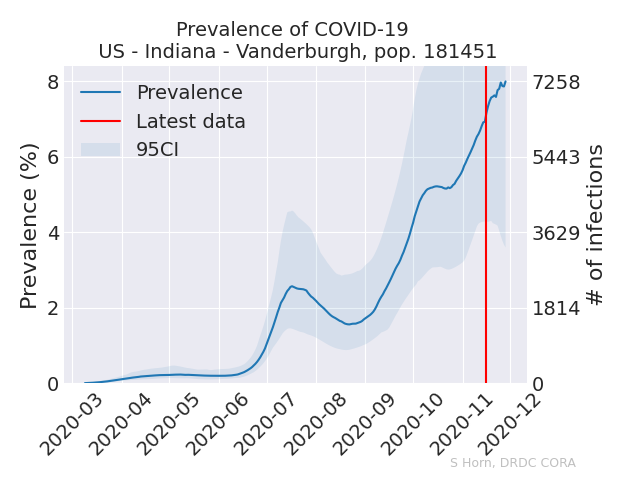 Prevalence of COVID-19
US - Indiana - Vanderburgh, pop. 181451
Prevalence
Latest data
95CI
Prevalence (%)
8
6
4
2
0
7258
5443
3629
1814
0
# of infections
2020-03
2020-04
2020-05
2020-06
2020-07
2020-08
2020-09
2020-10
2020-11
2020-12
S Horn, DRDC CORA